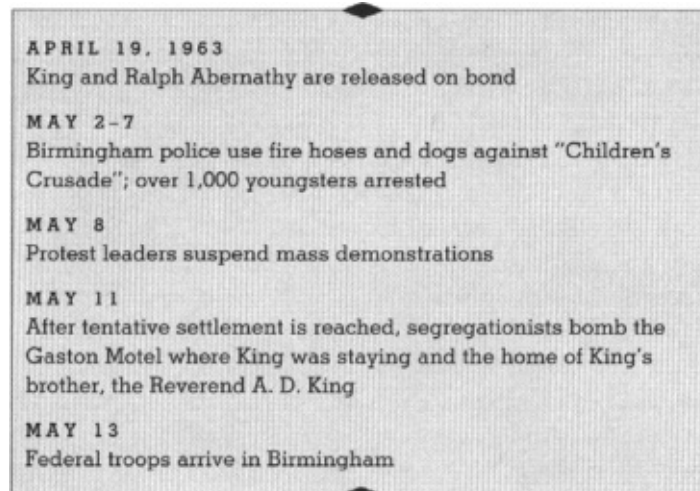 APRIL 19, 1963
King and Ralph Abernathy are released on bond
MAY 2–7
Birmingham police use fire hoses and dogs against "Children's
Crusade"; over 1,000 youngsters arrested
MAY 8
Protest leaders suspend mass demonstrations
MAY 11
After tentative settlement is reached, segregationists bomb the
Gaston Motel where King was staying and the home of King's
brother, the Reverend A. D. King
MAY 13
Federal troops arrive in Birmingham